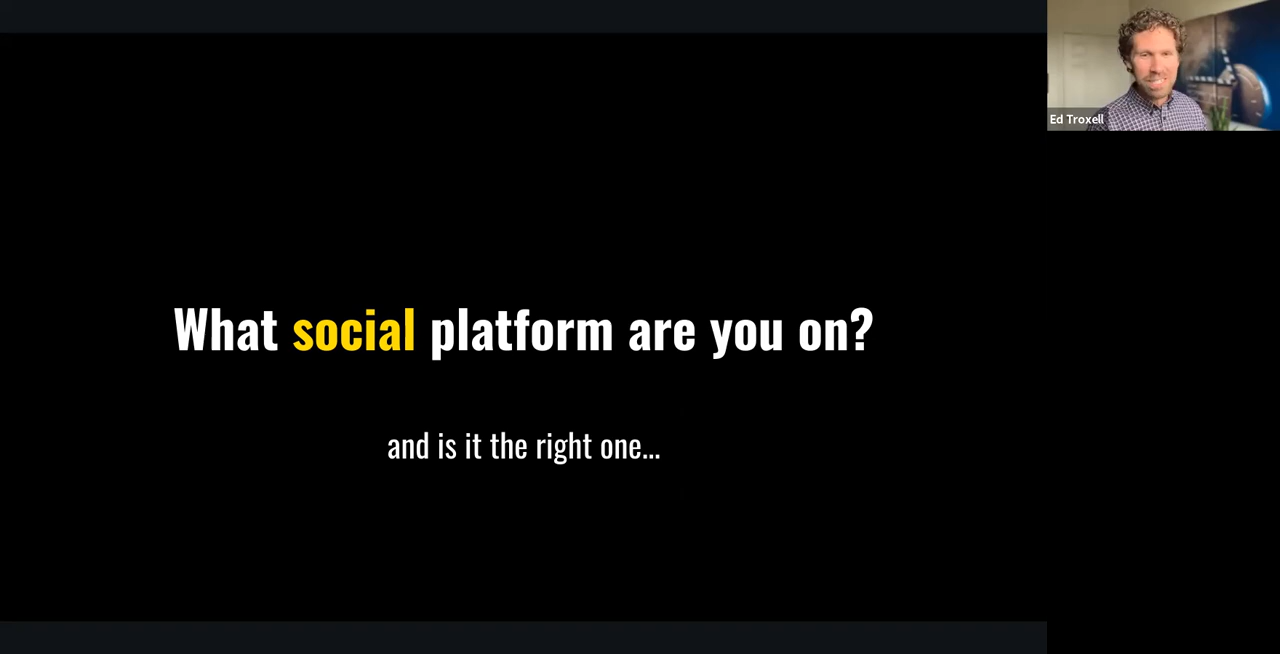 What social platform are you on?
and is it the right one...
Ed Troxell